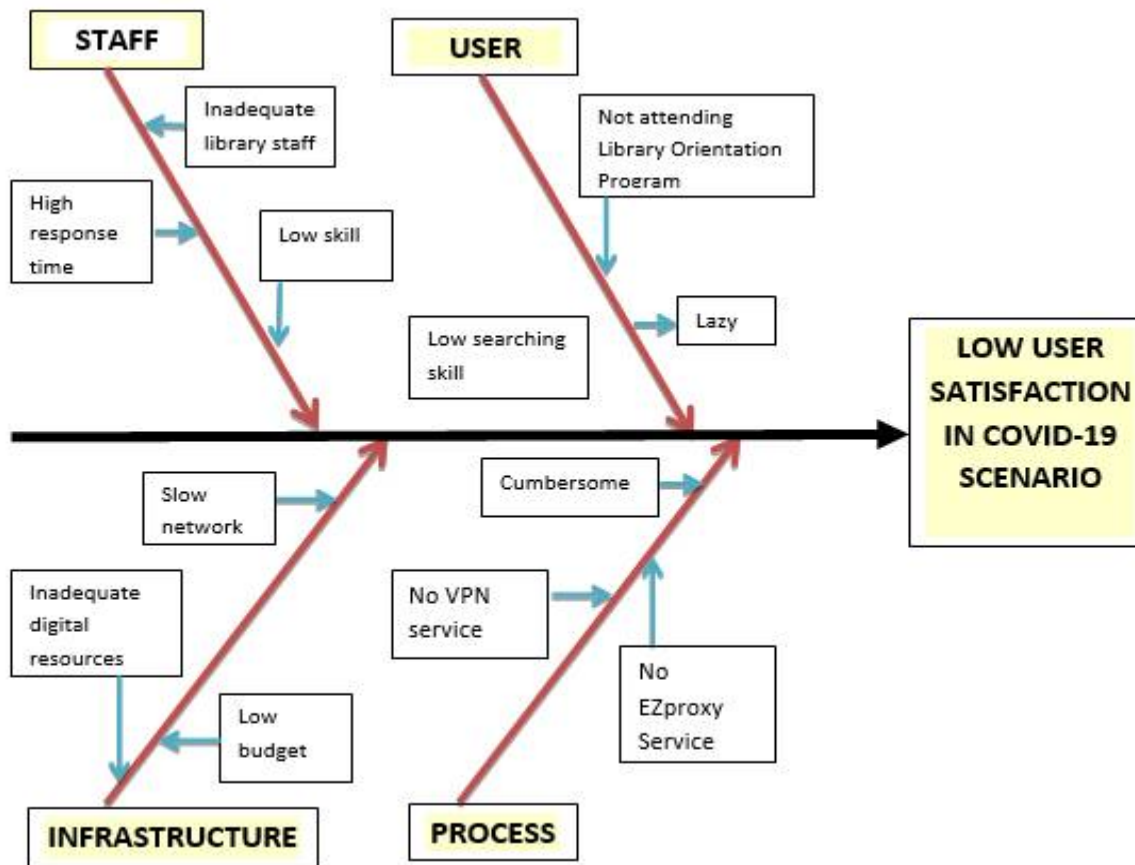 STAFF
USER
Inadequate
library staff
Not attending
Library Orientation
Program
High
response
time
Low skill
Lazy
Low searching
skill
LOW USER
SATISFACTION
IN COVID-19
SCENARIO
Slow
network
Cumbersome
Inadequate
digital
resources
No VPN
service
No
EZproxy
Service
Low
budget
INFRASTRUCTURE
PROCESS